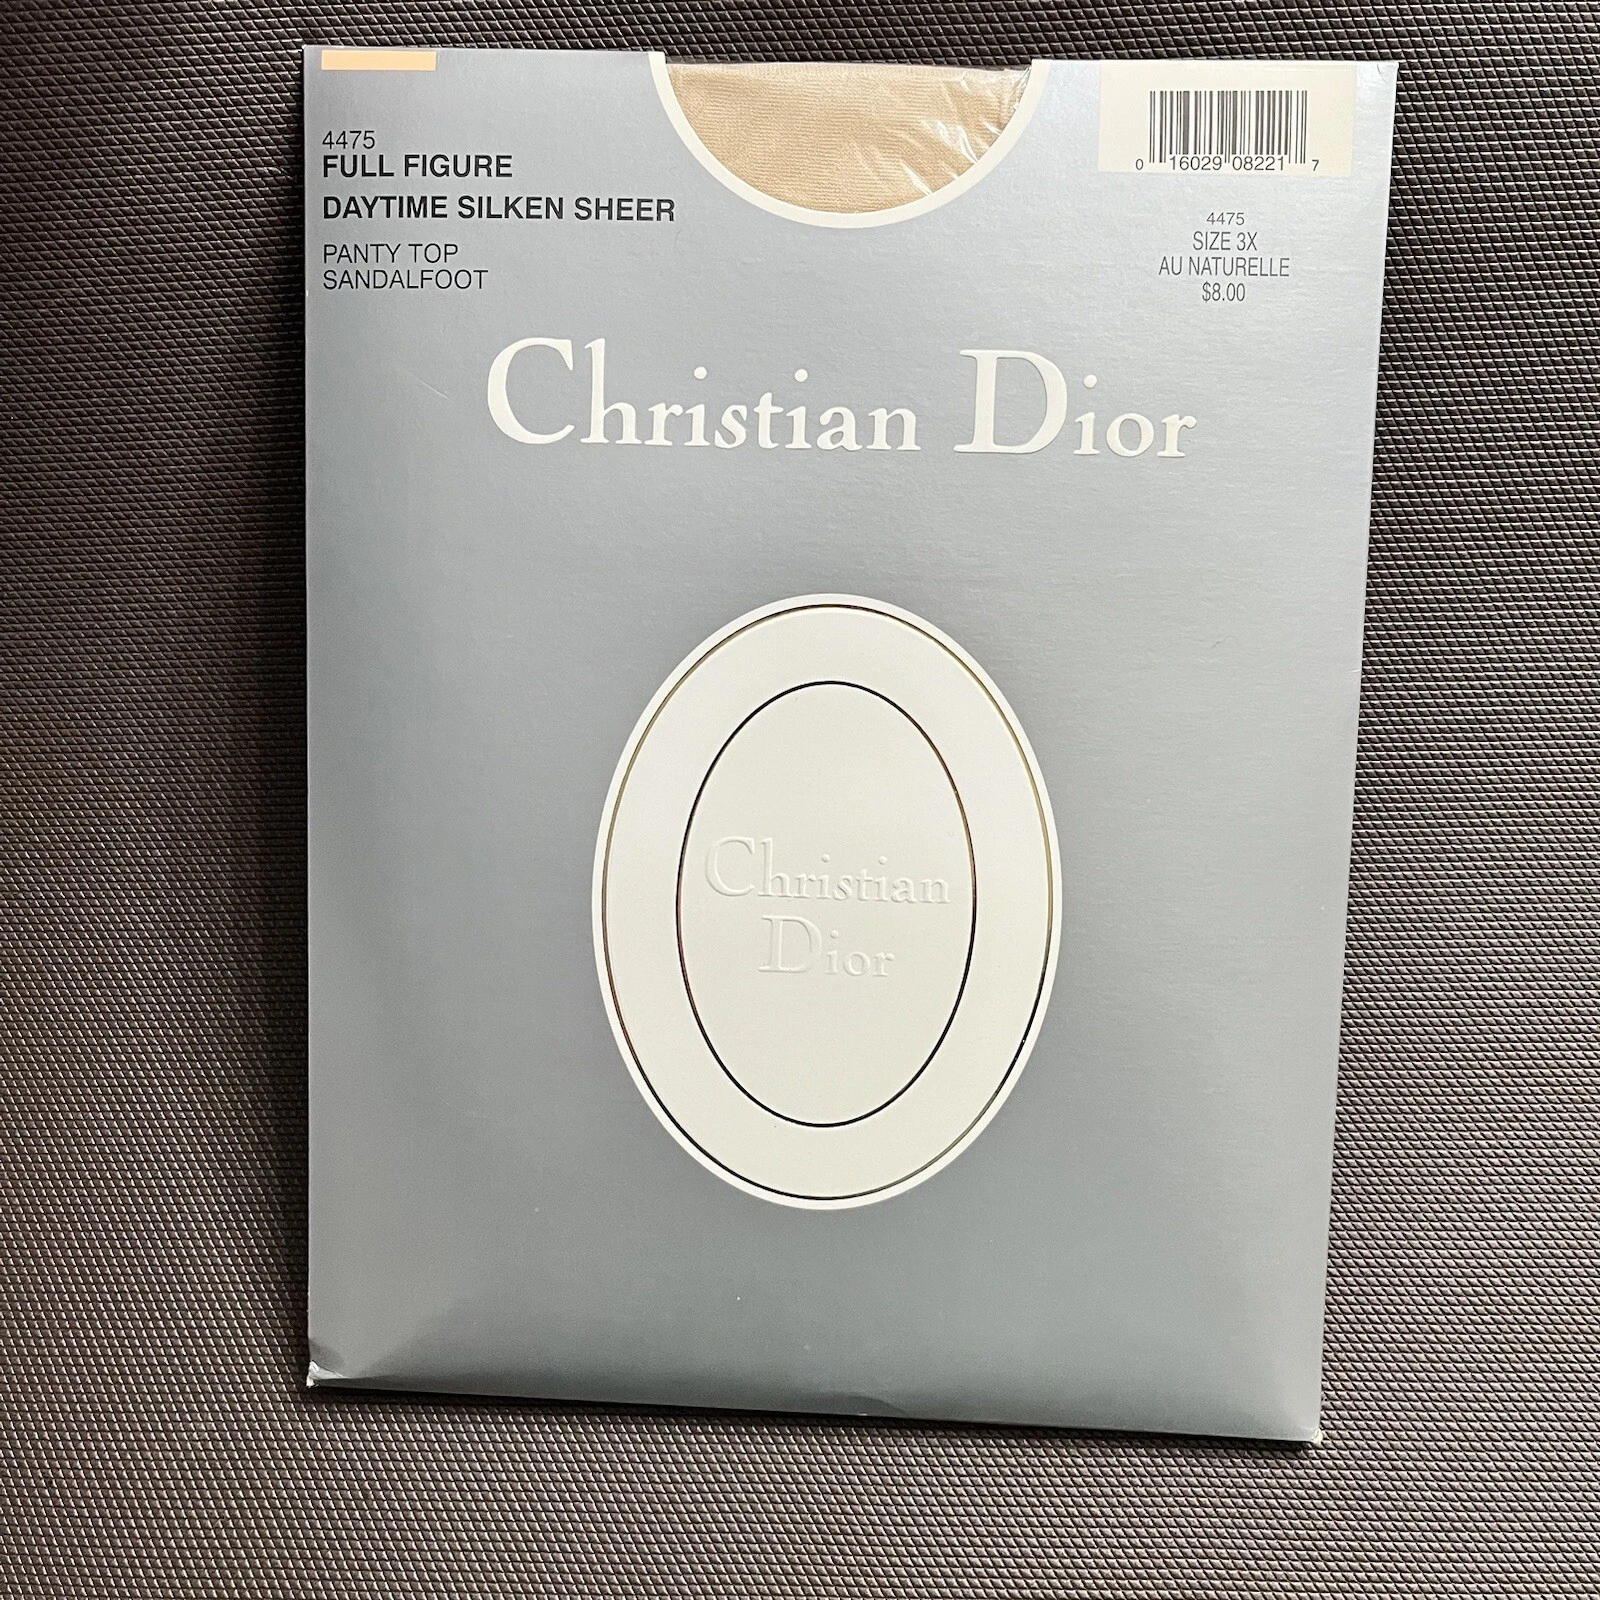 4475
FULL FIGURE
DAYTIME SILKEN SHEER
PANTY TOP
SANDALFOOT
0 16029 08221 7
4475
SIZE 3X
AU NATURELLE
$8.00
Christian Dior
Christian
Dior